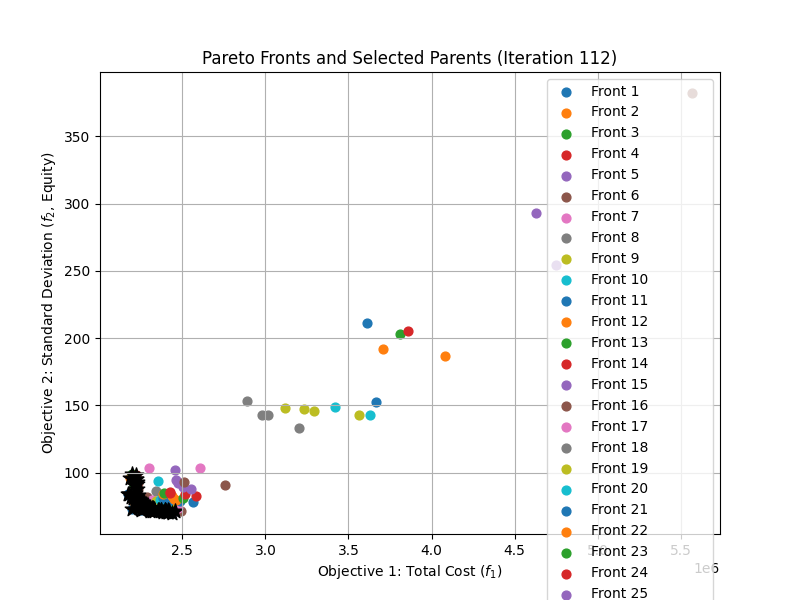 Pareto Fronts and Selected Parents (Iteration 112)
Objective 2: Standard Deviation (f₂, Equity)
350
300
250
200
150
100
2.5 3.0 3.5 4.0 4.5 5.0 5.5
1e6
Objective 1: Total Cost (f₁)
Front 1
Front 2
Front 3
Front 4
Front 5
Front 6
Front 7
Front 8
Front 9
Front 10
Front 11
Front 12
Front 13
Front 14
Front 15
Front 16
Front 17
Front 18
Front 19
Front 20
Front 21
Front 22
Front 23
Front 24
Front 25